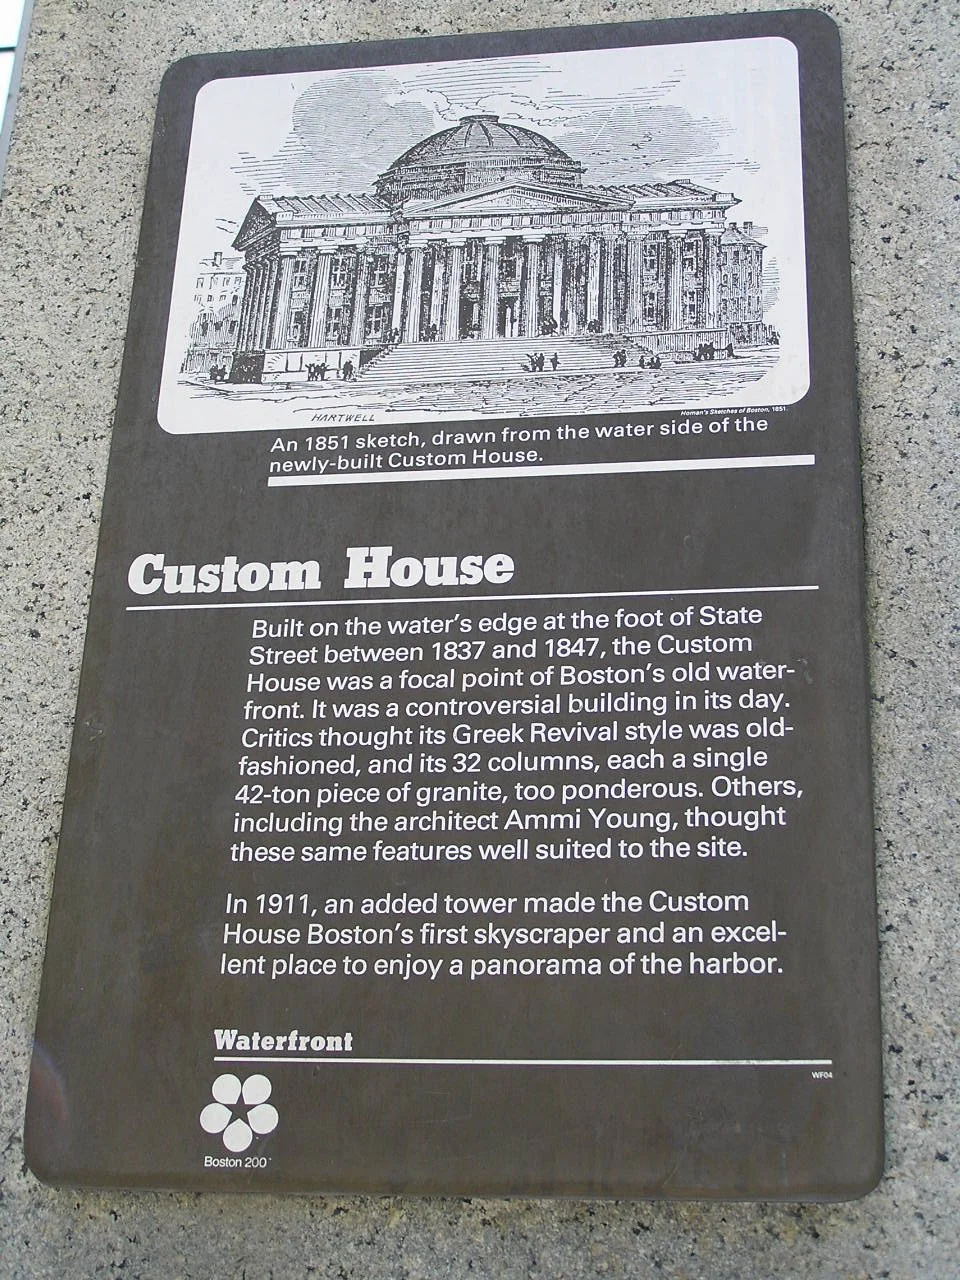 HARTWELL
Homan's Sketches of Boston, 1851.
An 1851 sketch, drawn from the water side of the
newly-built Custom House.
Custom House
Built on the water's edge at the foot of State
Street between 1837 and 1847, the Custom
House was a focal point of Boston's old water-
front. It was a controversial building in its day.
Critics thought its Greek Revival style was old-
fashioned, and its 32 columns, each a single
42-ton piece of granite, too ponderous. Others,
including the architect Ammi Young, thought
these same features well suited to the site.
In 1911, an added tower made the Custom
House Boston's first skyscraper and an excel-
lent place to enjoy a panorama of the harbor.
Waterfront
WF04
Boston 200